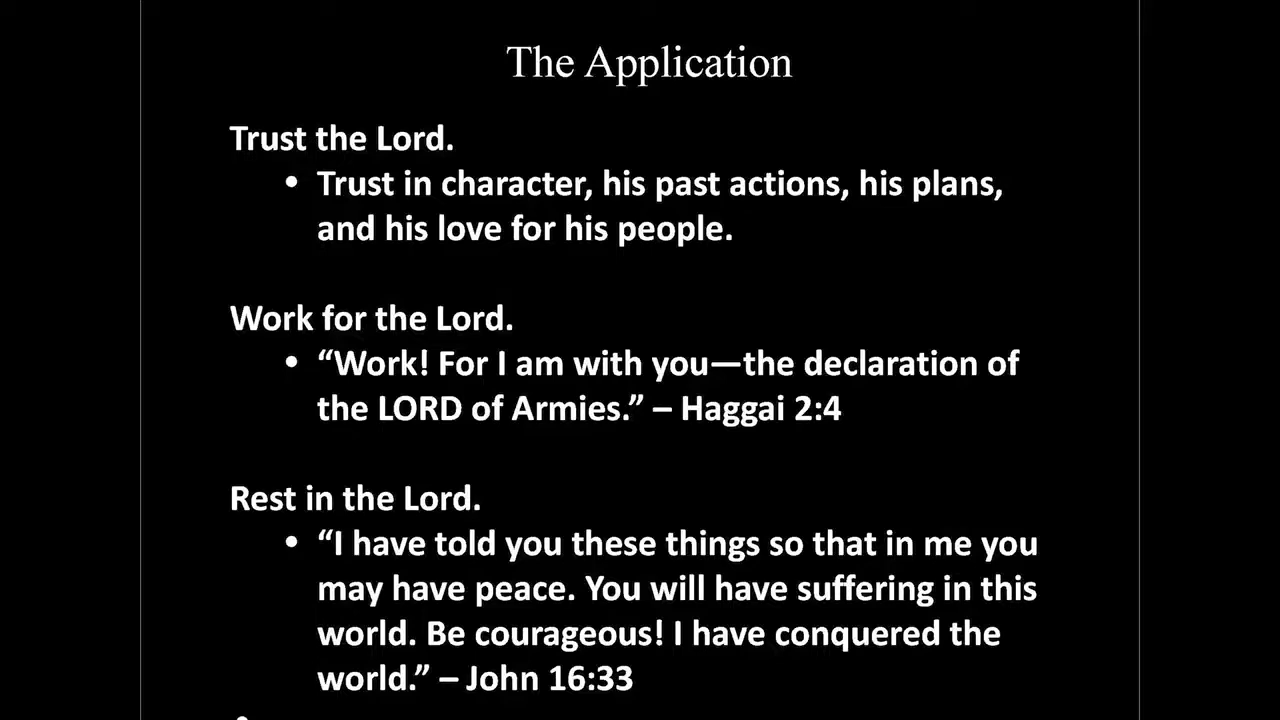 The Application
Trust the Lord.
• Trust in character, his past actions, his plans,
and his love for his people.
Work for the Lord.
• “Work! For I am with you—the declaration of
the LORD of Armies.” – Haggai 2:4
Rest in the Lord.
• “I have told you these things so that in me you
may have peace. You will have suffering in this
world. Be courageous! I have conquered the
world.” – John 16:33